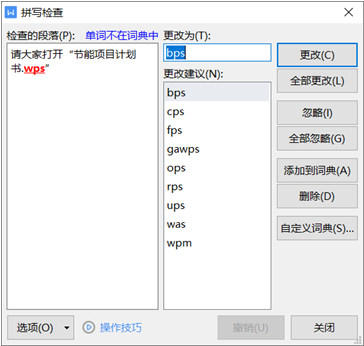 拼写检查
检查的段落(P):
单词不在词典中
更改为(T):
请大家打开“节能项目计划
书.wps”
bps
更改建议(N):
bps
cps
fps
gawps
ops
rps
ups
was
wpm
更改(C)
全部更改(L)
忽略(I)
全部忽略(G)
添加到词典(A)
删除(D)
自定义词典(S)...
选项(O)
操作技巧
撤销(U)
关闭